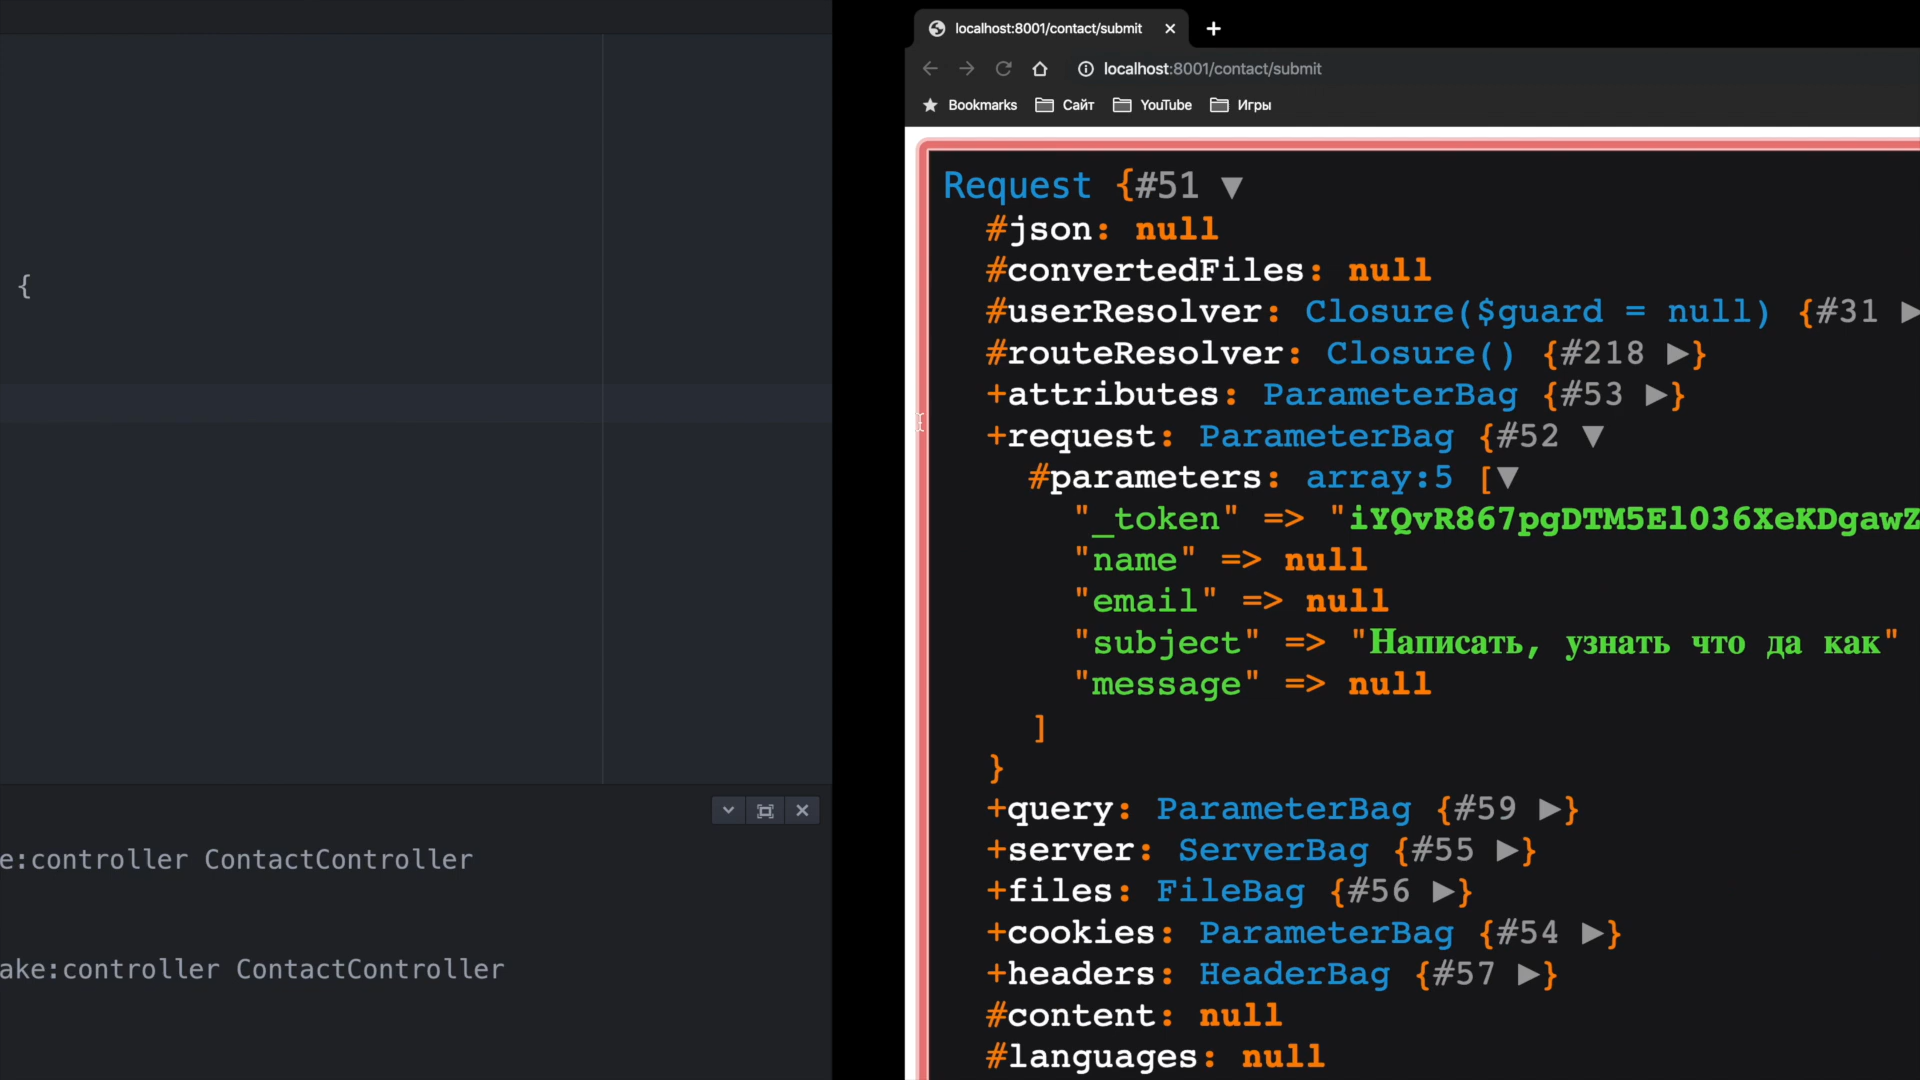 {
e:controller ContactController
ake:controller ContactController
localhost:8001/contact/submit
localhost:8001/contact/submit
Bookmarks Сайт YouTube Игры
Request {#51 ▼
#json: null
#convertedFiles: null
#userResolver: Closure($guard = null) {#31 ▶
#routeResolver: Closure() {#218 ▶}
+attributes: ParameterBag {#53 ▶}
+request: ParameterBag {#52 ▼
#parameters: array:5 [▼
"_token" => "iYQvR867pgDTM5El036XeKDgawZ
"name" => null
"email" => null
"subject" => "Написать, узнать что да как"
"message" => null
]
}
+query: ParameterBag {#59 ▶}
+server: ServerBag {#55 ▶}
+files: FileBag {#56 ▶}
+cookies: ParameterBag {#54 ▶}
+headers: HeaderBag {#57 ▶}
#content: null
#languages: null